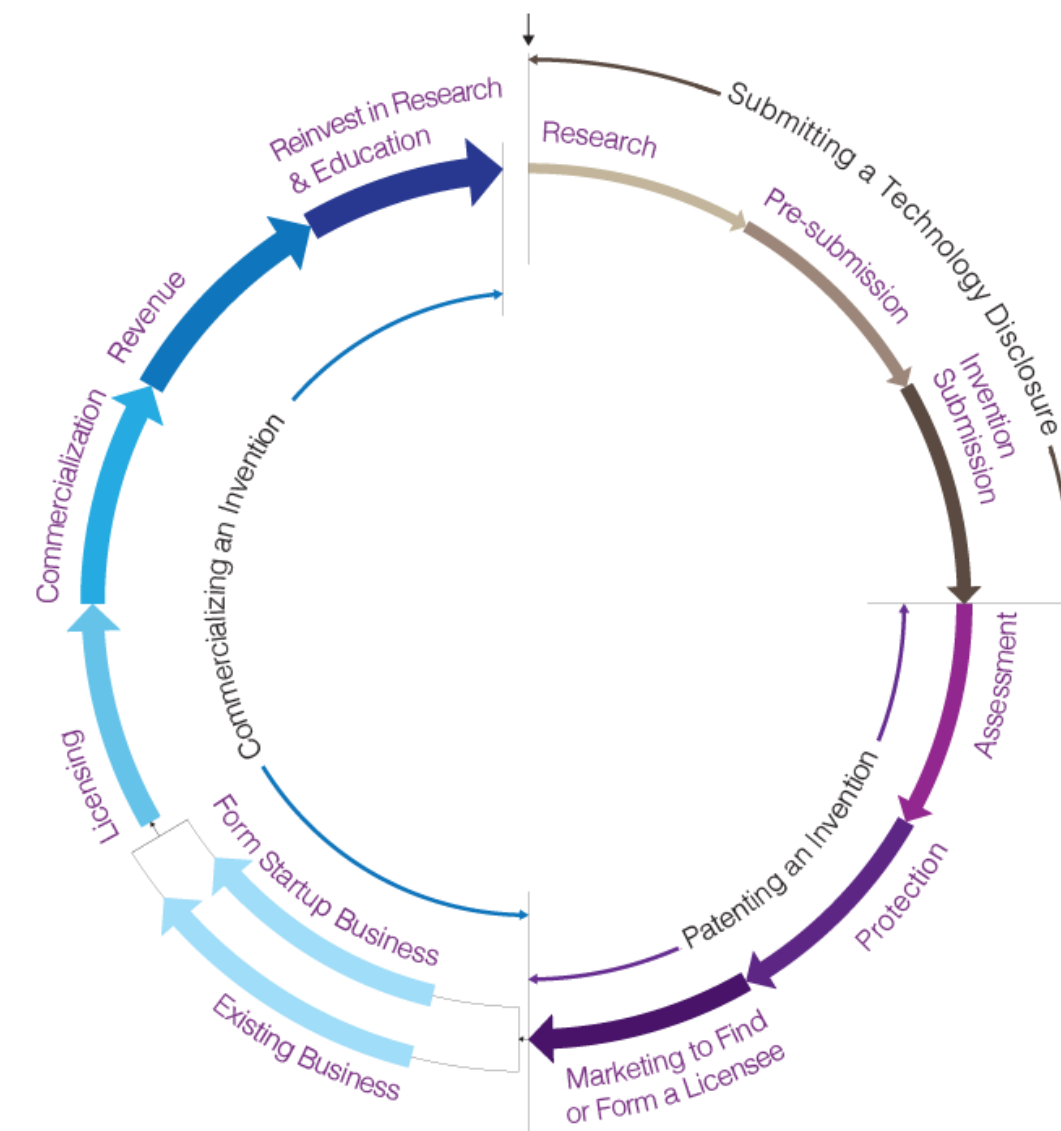 Submitting a Technology Disclosure
Research
Pre-submission
Invention
Submission
Assessment
Protection
Patenting an Invention
Marketing to Find
or Form a Licensee
Form Startup Business
Existing Business
Licensing
Commercialization
Commercializing an Invention
Revenue
Reinvest in Research
& Education